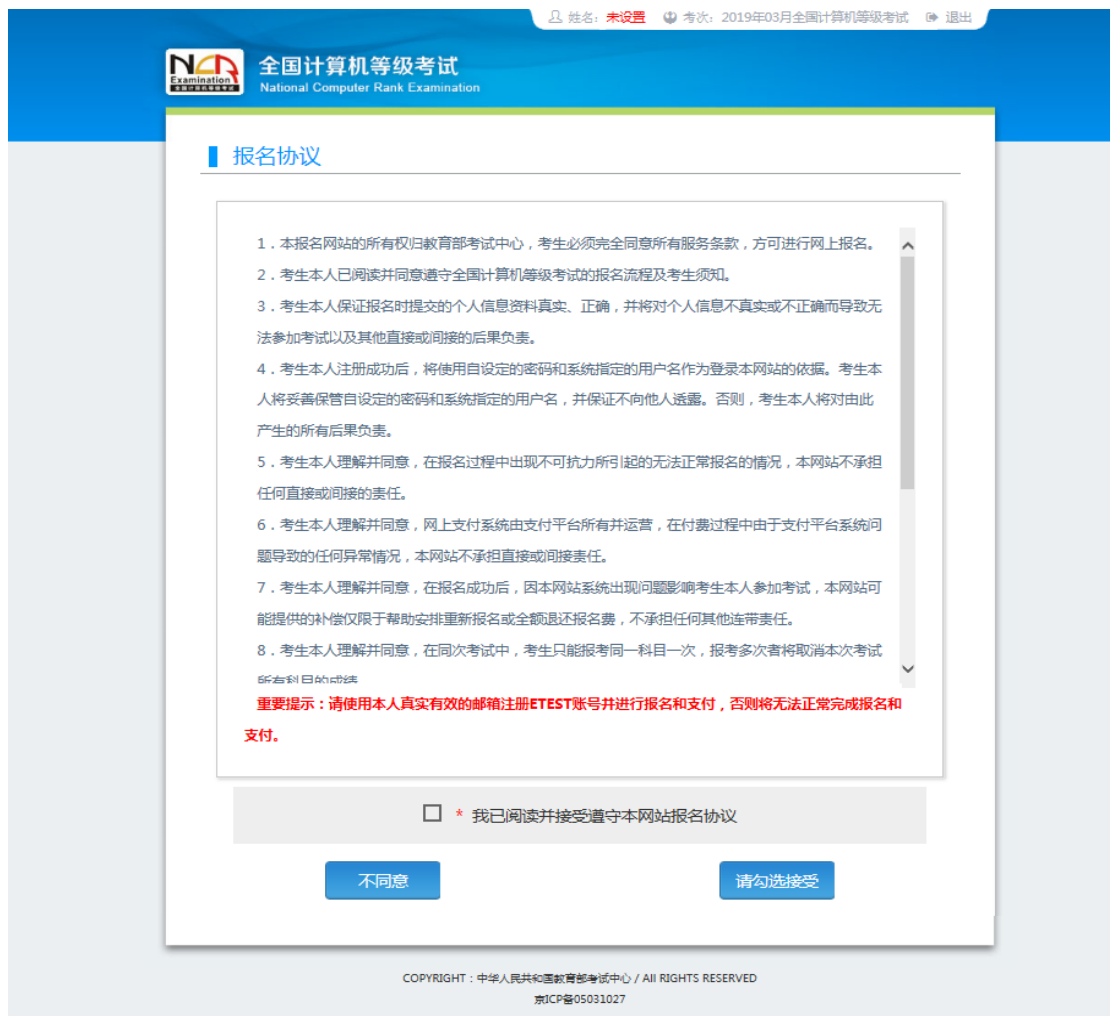 姓名：未设置 考次：2019年03月全国计算机等级考试 退出
NCR
Examination
全国计算机等级考试
全国计算机等级考试
National Computer Rank Examination
报名协议
1．本报名网站的所有权归教育部考试中心，考生必须完全同意所有服务条款，方可进行网上报名。
2．考生本人已阅读并同意遵守全国计算机等级考试的报名流程及考生须知。
3．考生本人保证报名时提交的个人信息资料真实、正确，并将对个人信息不真实或不正确而导致无
法参加考试以及其他直接或间接的后果负责。
4．考生本人注册成功后，将使用自设定的密码和系统指定的用户名作为登录本网站的依据。考生本
人将妥善保管自设定的密码和系统指定的用户名，并保证不向他人透露。否则，考生本人将对由此
产生的所有后果负责。
5．考生本人理解并同意，在报名过程中出现不可抗力所引起的无法正常报名的情况，本网站不承担
任何直接或间接的责任。
6．考生本人理解并同意，网上支付系统由支付平台所有并运营，在付费过程中由于支付平台系统问
题导致的任何异常情况，本网站不承担直接或间接责任。
7．考生本人理解并同意，在报名成功后，因本网站系统出现问题影响考生本人参加考试，本网站可
能提供的补偿仅限于帮助安排重新报名或全额退还报名费，不承担任何其他连带责任。
8．考生本人理解并同意，在同次考试中，考生只能报考同一科目一次，报考多次者将取消本次考试
所有科目的成绩
重要提示：请使用本人真实有效的邮箱注册ETEST账号并进行报名和支付，否则将无法正常完成报名和
支付。
* 我已阅读并接受遵守本网站报名协议
不同意
请勾选接受
COPYRIGHT：中华人民共和国教育部考试中心 / All RIGHTS RESERVED
京ICP备05031027